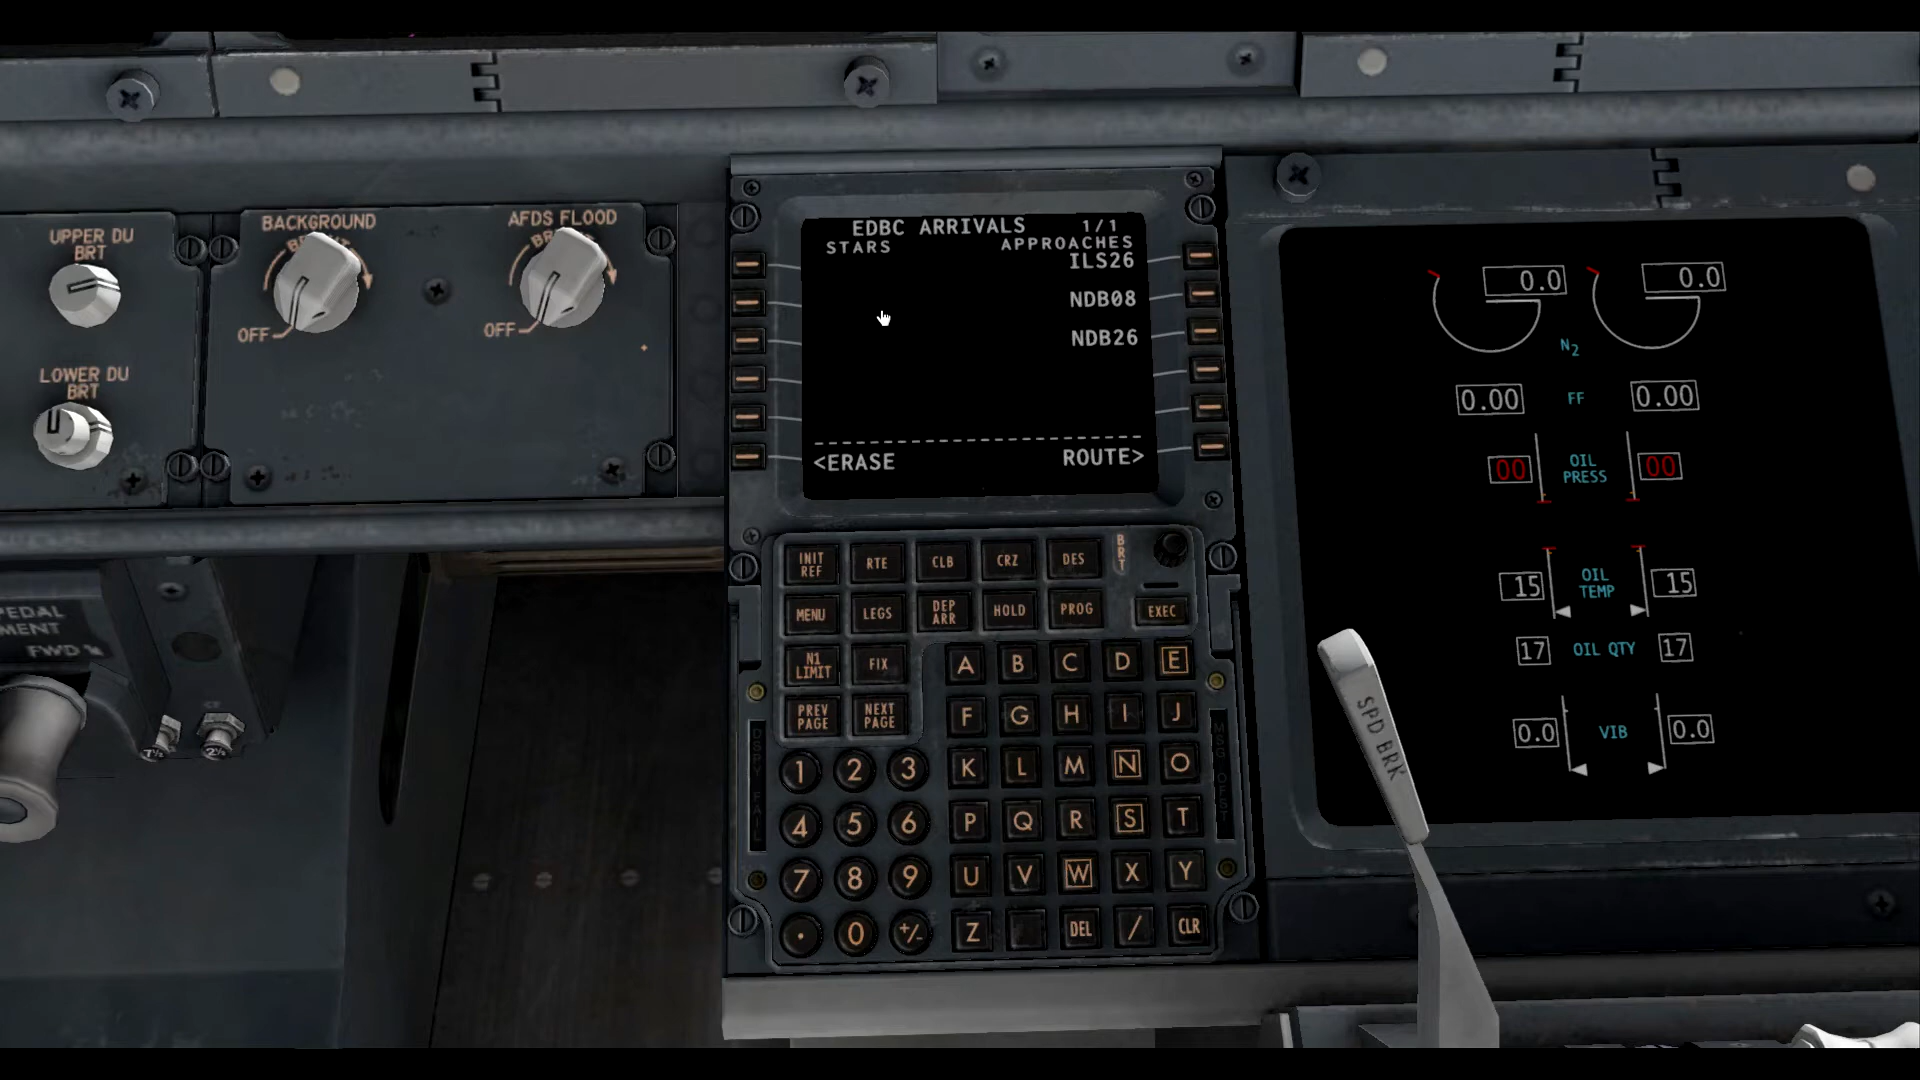 UPPER DU
BRT
BACKGROUND
OFF
AFDS FLOOD
OFF
LOWER DU
BRT
EDBC ARRIVALS 1/1
STARS APPROACHES
ILS26
NDB08
NDB26
<ERASE ROUTE>
INIT REF
RTE
CLB
CRZ
DES
BRT
MENU
LEGS
DEP ARR
HOLD
PROG
EXEC
N1 LIMIT
FIX
PREV PAGE
NEXT PAGE
A B C D E
F G H I J
1 2 3 K L M N O
4 5 6 P Q R S T
7 8 9 U V W X Y
. 0 +/- Z DEL / CLR
0.0 0.0
N2
0.00 FF 0.00
00 OIL PRESS 00
15 OIL TEMP 15
17 OIL QTY 17
0.0 VIB 0.0
SPD BRK
FWD